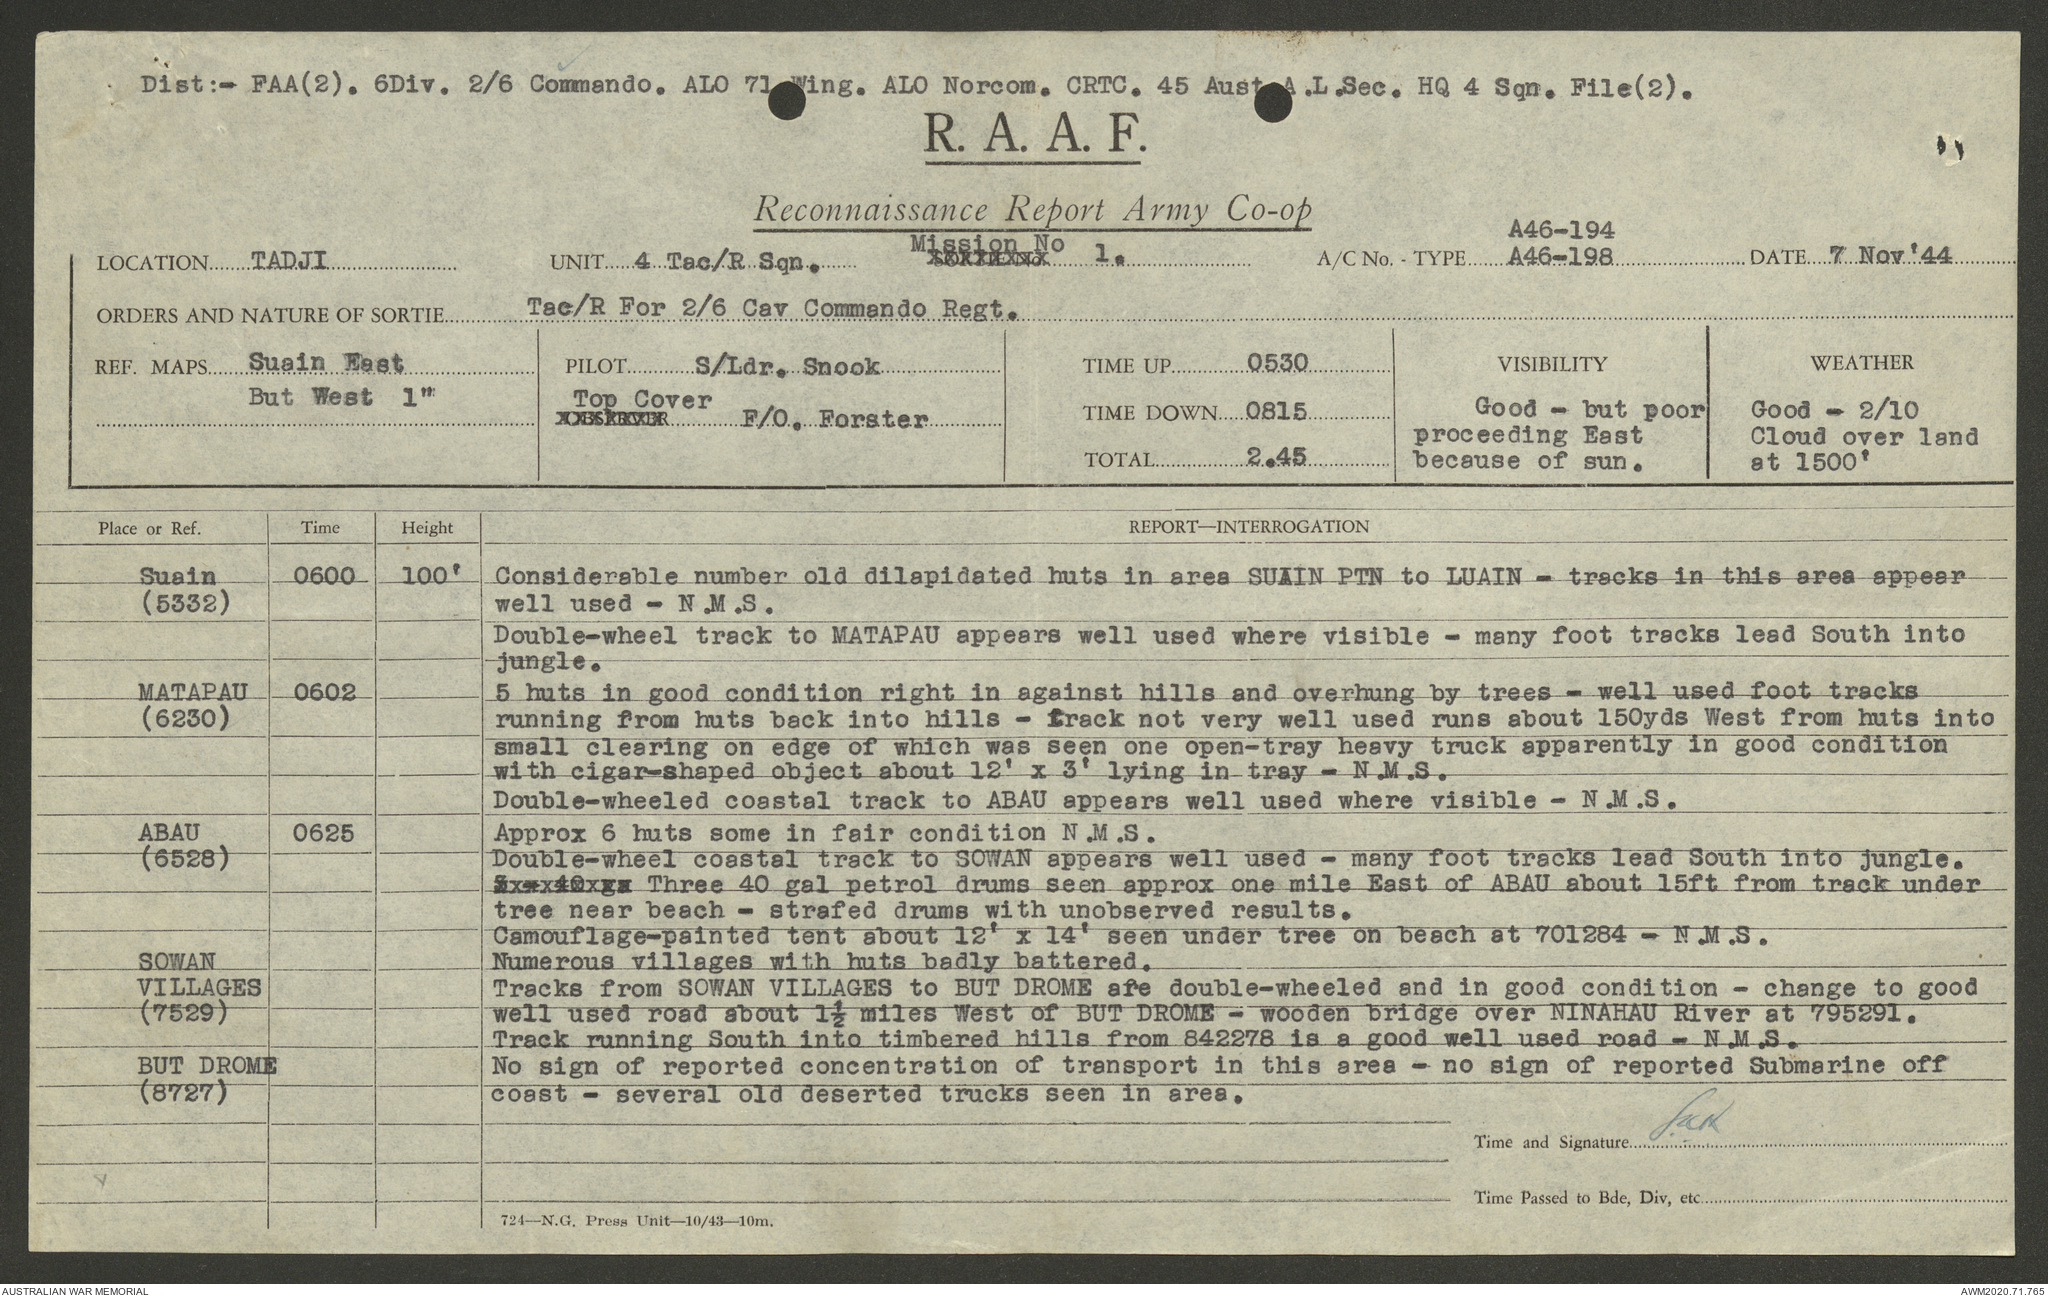 Dist:- FAA(2). 6Div. 2/6 Commando. ALO 71 Wing. ALO Norcom. CRTC. 45 Aust A.L.Sec. HQ 4 Sqn. File(2).
R. A. A. F.
Reconnaissance Report Army Co-op
LOCATION TADJI UNIT 4 Tac/R Sqn. Mission No 1. A/C No. - TYPE A46-194 A46-198 DATE 7 Nov '44
ORDERS AND NATURE OF SORTIE Tac/R For 2/6 Cav Commando Regt.
REF. MAPS Suain East
But West 1"
PILOT S/Ldr. Snook
Top Cover F/O. Forster
TIME UP 0530
TIME DOWN 0815
TOTAL 2.45
VISIBILITY
Good - but poor
proceeding East
because of sun.
WEATHER
Good - 2/10
Cloud over land
at 1500'
Place or Ref. Time Height REPORT—INTERROGATION
Suain 0600 100' Considerable number old dilapidated huts in area SUAIN PTN to LUAIN - tracks in this area appear
(5332) well used - N.M.S.
Double-wheel track to MATAPAU appears well used where visible - many foot tracks lead South into
jungle.
MATAPAU 0602 5 huts in good condition right in against hills and overhung by trees - well used foot tracks
(6230) running from huts back into hills - track not very well used runs about 150yds West from huts into
small clearing on edge of which was seen one open-tray heavy truck apparently in good condition
with cigar-shaped object about 12' x 3' lying in tray - N.M.S.
Double-wheeled coastal track to ABAU appears well used where visible - N.M.S.
ABAU 0625 Approx 6 huts some in fair condition N.M.S.
(6528) Double-wheel coastal track to SOWAN appears well used - many foot tracks lead South into jungle.
Three 40 gal petrol drums seen approx one mile East of ABAU about 15ft from track under
tree near beach - strafed drums with unobserved results.
Camouflage-painted tent about 12' x 14' seen under tree on beach at 701284 - N.M.S.
SOWAN Numerous villages with huts badly battered.
VILLAGES Tracks from SOWAN VILLAGES to BUT DROME are double-wheeled and in good condition - change to good
(7529) well used road about 1½ miles West of BUT DROME - wooden bridge over NINAHAU River at 795291.
Track running South into timbered hills from 842278 is a good well used road - N.M.S.
BUT DROME No sign of reported concentration of transport in this area - no sign of reported Submarine off
(8727) coast - several old deserted trucks seen in area.
Time and Signature
Time Passed to Bde, Div, etc
724—N.G. Press Unit—10/43—10m.
AUSTRALIAN WAR MEMORIAL AWM2020.71.765